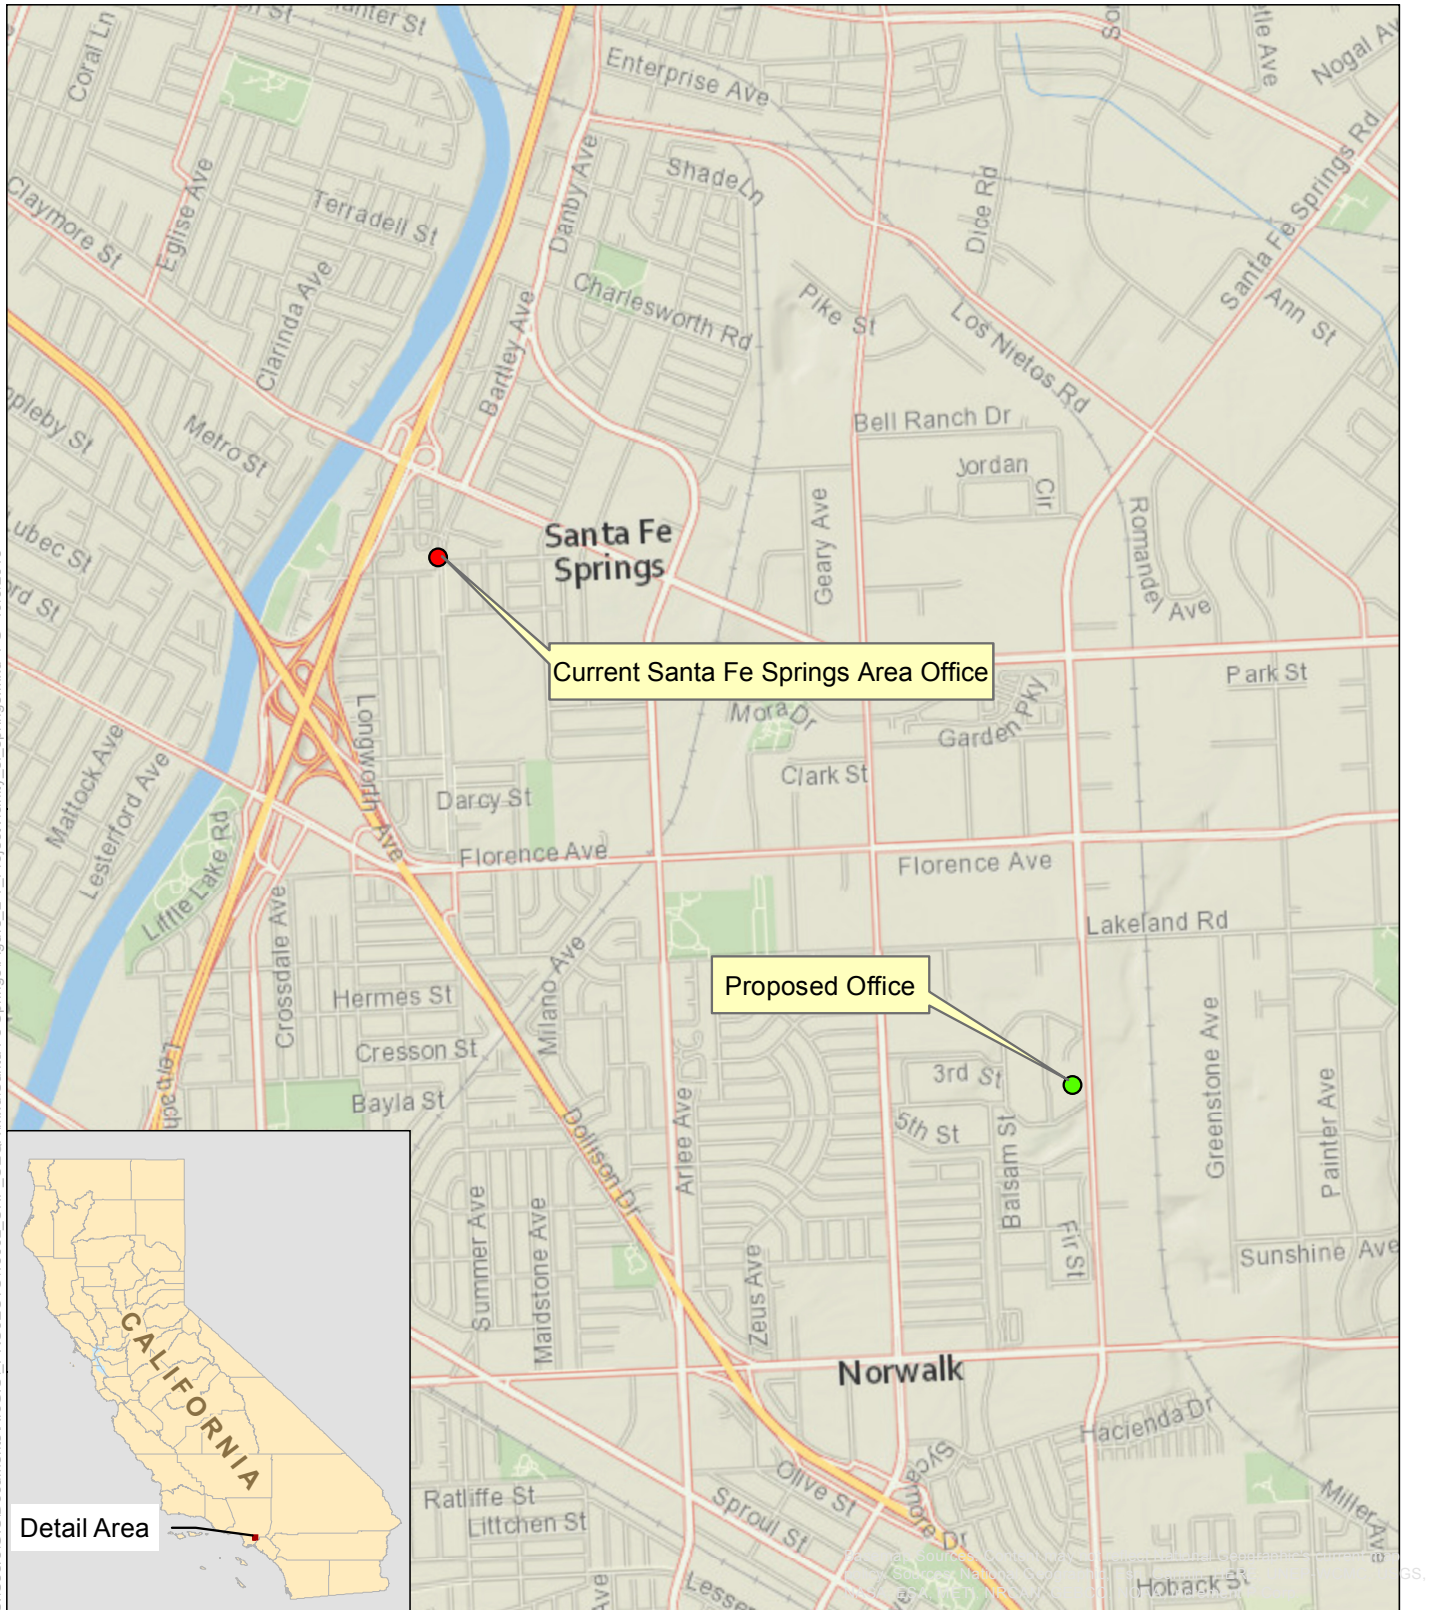 Enterprise Ave
Nogal Av
Coral Ln
Shade Ln
Danby Ave
Dice Rd
Santa Fe Springs Rd
Eglise Ave
Terradell St
Claymore St
Clarinda Ave
Charlesworth Rd
Pike St
Ann St
Los Nietos Rd
Bartley Ave
Metro St
Bell Ranch Dr
Jordan
Cir
Geary Ave
Romandel Ave
Santa Fe
Springs
Current Santa Fe Springs Area Office
Park St
Mora Dr
Garden Pky
Longworth Ave
Clark St
Mattock Ave
Lesterford Ave
Darcy St
Little Lake Rd
Florence Ave
Florence Ave
Lakeland Rd
Crossdale Ave
Milano Ave
Proposed Office
Hermes St
Cresson St
Bayla St
3rd St
5th St
Greenstone Ave
Painter Ave
Arlee Ave
Balsam St
Dollison Dr
Fir St
Sunshine Ave
Summer Ave
Maidstone Ave
Zeus Ave
Norwalk
Hacienda Dr
CALIFORNIA
Detail Area
Ratliffe St
Littchen St
Sproul St
Olive St
Sycamore Dr
Miller Ave
Hoback St